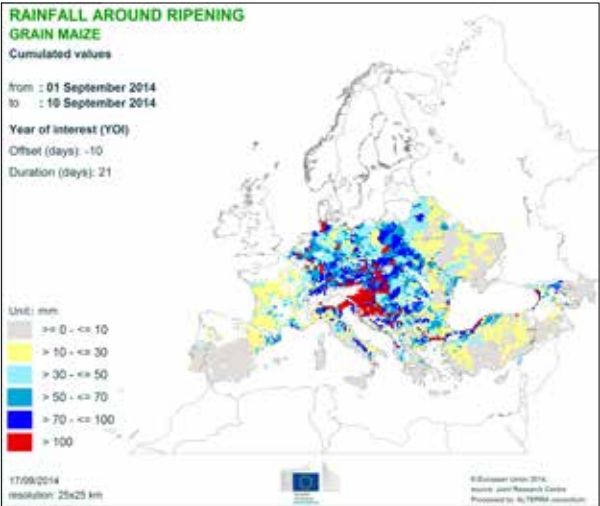 RAINFALL AROUND RIPENING
GRAIN MAIZE
Cumulated values
from : 01 September 2014
to : 10 September 2014
Year of interest (YOI)
Offset (days): -10
Duration (days): 21
Unit: mm
>= 0 - <= 10
> 10 - <= 30
> 30 - <= 50
> 50 - <= 70
> 70 - <= 100
> 100
17/09/2014
resolution: 25x25 km
© European Union 2014,
source: Joint Research Centre
Processed by ALTERRA consortium